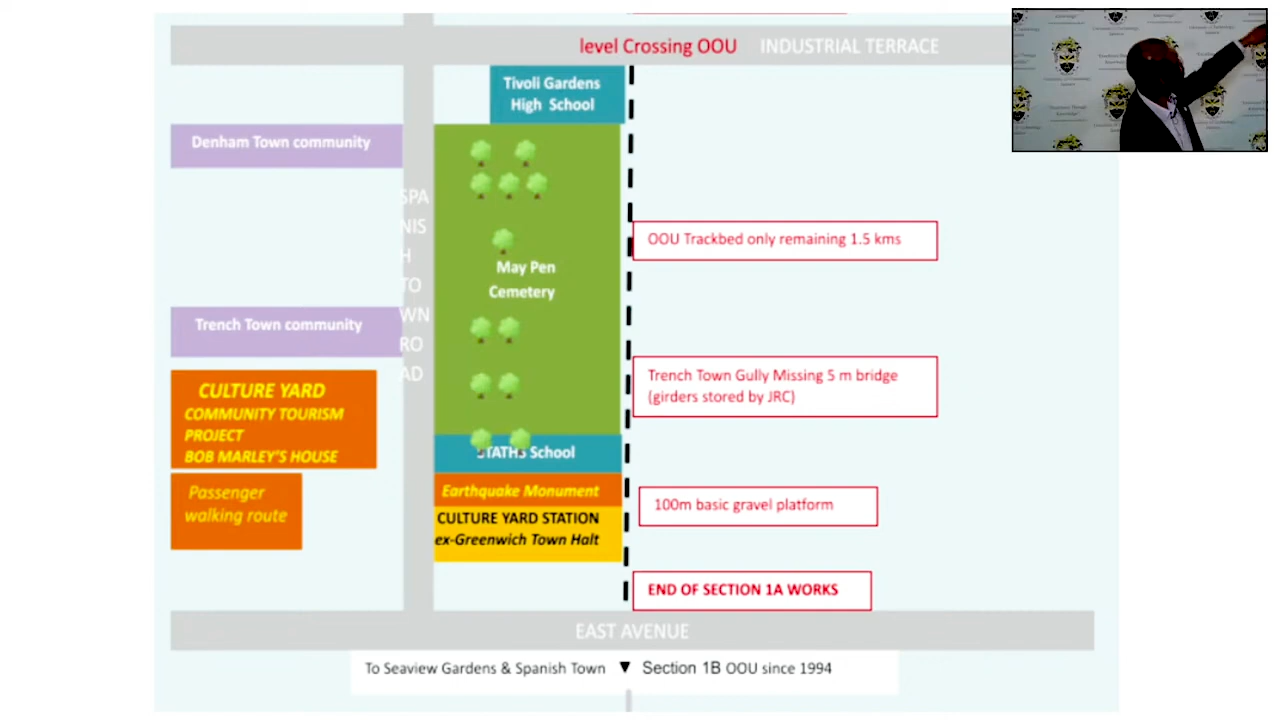 level Crossing OOU INDUSTRIAL TERRACE
Tivoli Gardens
High School
Denham Town community
SPA
NIS
H
TO
WN
RO
AD
OOU Trackbed only remaining 1.5 kms
May Pen
Cemetery
Trench Town community
Trench Town Gully Missing 5 m bridge
(girders stored by JRC)
CULTURE YARD
COMMUNITY TOURISM
PROJECT
BOB MARLEY'S HOUSE
STATHS School
Passenger
walking route
Earthquake Monument
100m basic gravel platform
CULTURE YARD STATION
ex-Greenwich Town Halt
END OF SECTION 1A WORKS
EAST AVENUE
To Seaview Gardens & Spanish Town ▼ Section 1B OOU since 1994